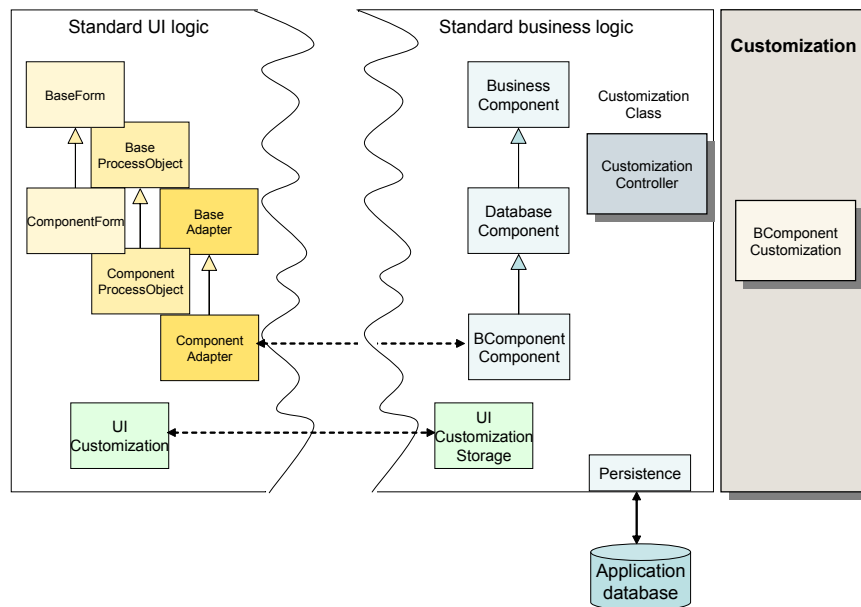 Standard UI logic
BaseForm
Base
ProcessObject
ComponentForm
Base
Adapter
Component
ProcessObject
Component
Adapter
UI
Customization
Standard business logic
Business
Component
Customization
Class
Customization
Controller
Database
Component
BComponent
Component
UI
Customization
Storage
Persistence
Application
database
Customization
BComponent
Customization